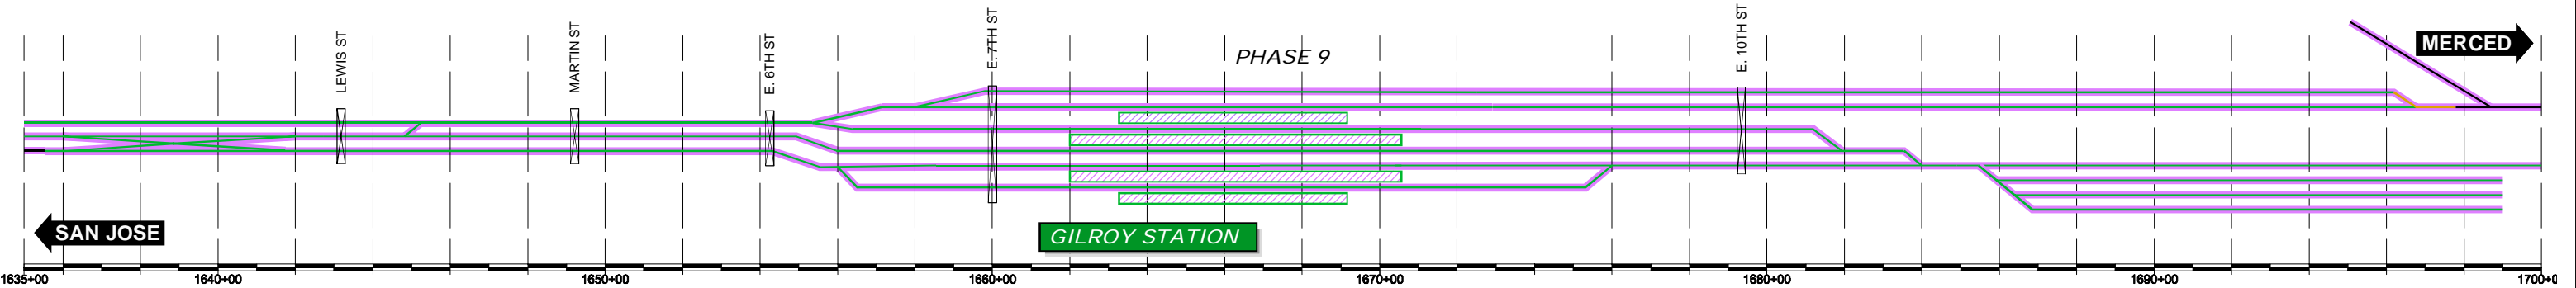 LEWIS ST
MARTIN ST
E. 6TH ST
E. 7TH ST
PHASE 9
E. 10TH ST
MERCED
SAN JOSE
GILROY STATION
1635+00
1640+00
1650+00
1660+00
1670+00
1680+00
1690+00
1700+0